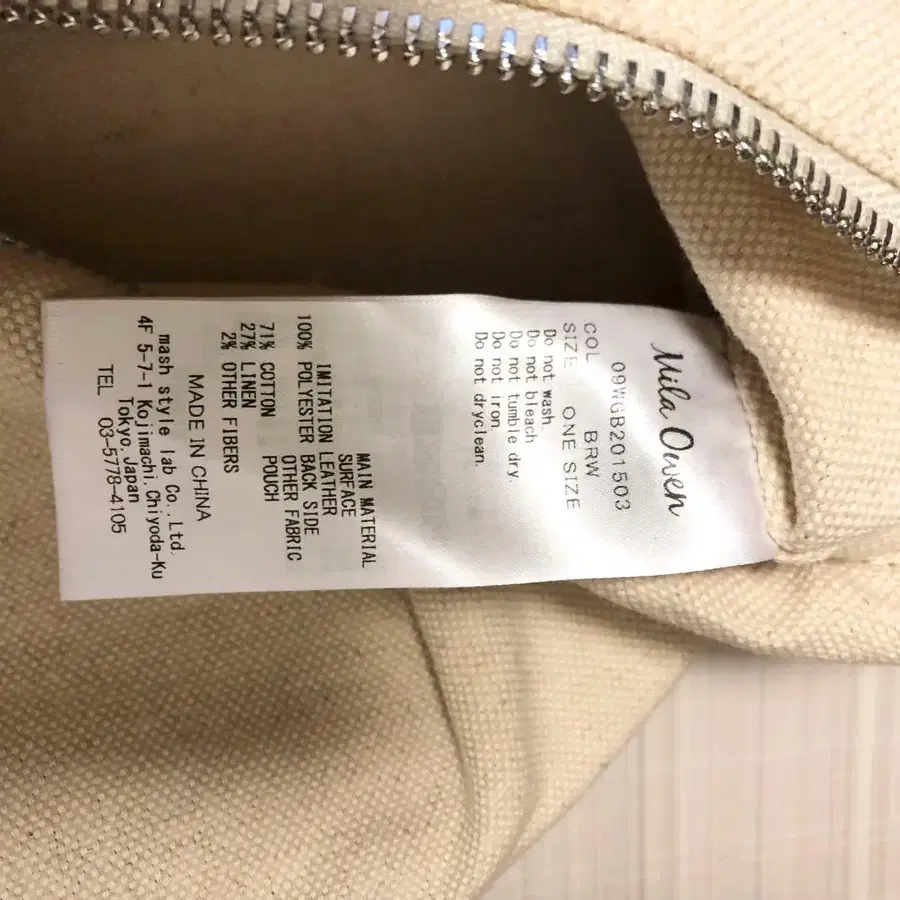 Mila Owen
09WGB201503
COL BRW
SIZE ONE SIZE
Do not wash.
Do not bleach
Do not tumble dry.
Do not iron.
Do not dryclean.
MAIN MATERIAL
SURFACE
IMITATION LEATHER
BACK SIDE
100% POLYESTER
OTHER FABRIC
POUCH
71% COTTON
27% LINEN
2% OTHER FIBERS
MADE IN CHINA
mash style lab Co., Ltd.
4F 5-7-1 Kojimachi, Chiyoda-Ku
Tokyo, Japan
TEL 03-5778-4105